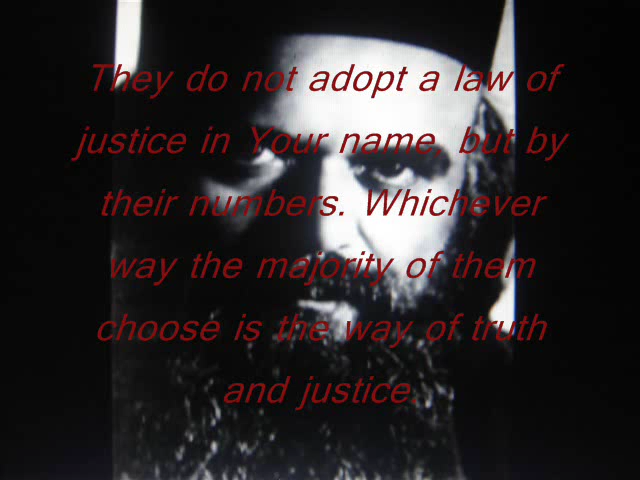 They do not adopt a law of
justice in Your name, but by
their numbers. Whichever
way the majority of them
choose is the way of truth
and justice.